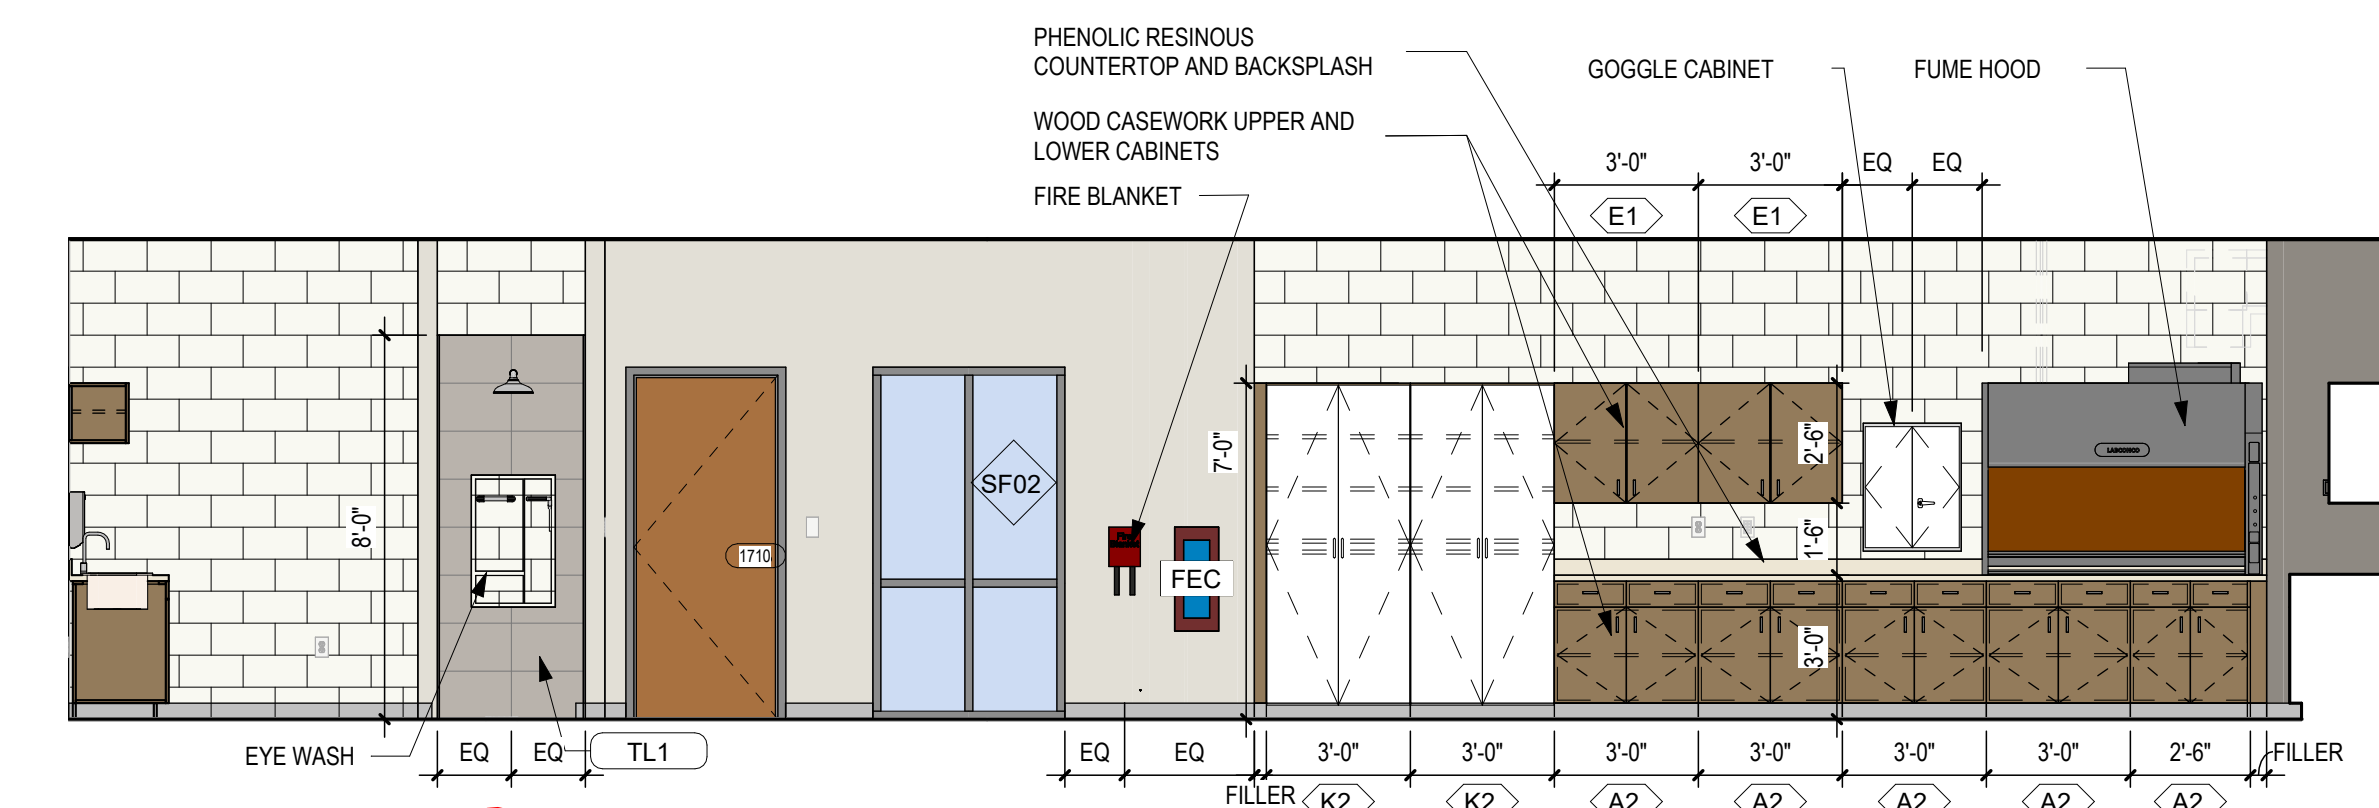 PHENOLIC RESINOUS
COUNTERTOP AND BACKSPLASH
GOGGLE CABINET
FUME HOOD
WOOD CASEWORK UPPER AND
LOWER CABINETS
3'-0" 3'-0" EQ EQ
FIRE BLANKET
E1 E1
7'-0"
2'-6"
LABCONCO
SF02
8'-0"
1'-6"
1710
FEC
3'-0"
EYE WASH
EQ EQ
TL1
EQ EQ
3'-0" 3'-0" 3'-0" 3'-0" 3'-0" 3'-0" 2'-6"
FILLER
FILLER
K2 K2 A2 A2 A2 A2 A2